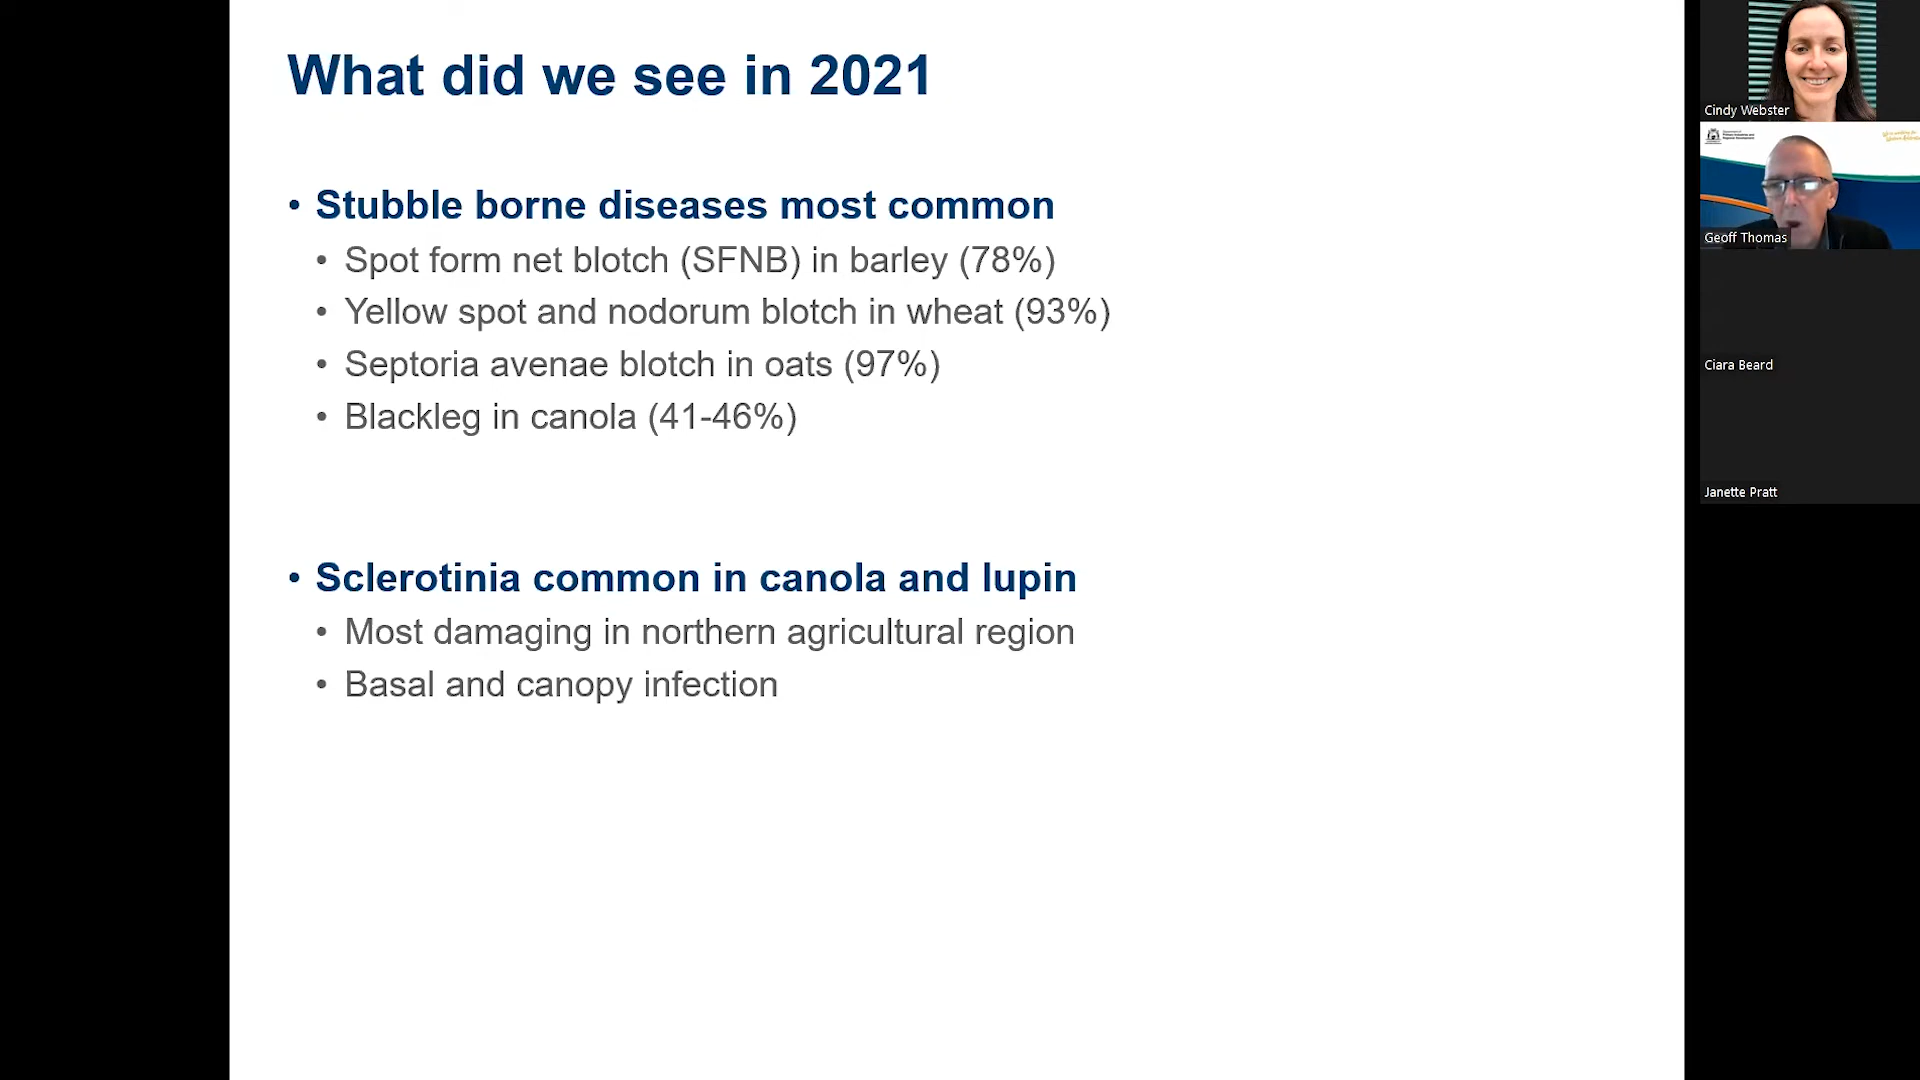 What did we see in 2021
• Stubble borne diseases most common
• Spot form net blotch (SFNB) in barley (78%)
• Yellow spot and nodorum blotch in wheat (93%)
• Septoria avenae blotch in oats (97%)
• Blackleg in canola (41-46%)
• Sclerotinia common in canola and lupin
• Most damaging in northern agricultural region
• Basal and canopy infection
Cindy Webster
Geoff Thomas
Ciara Beard
Janette Pratt